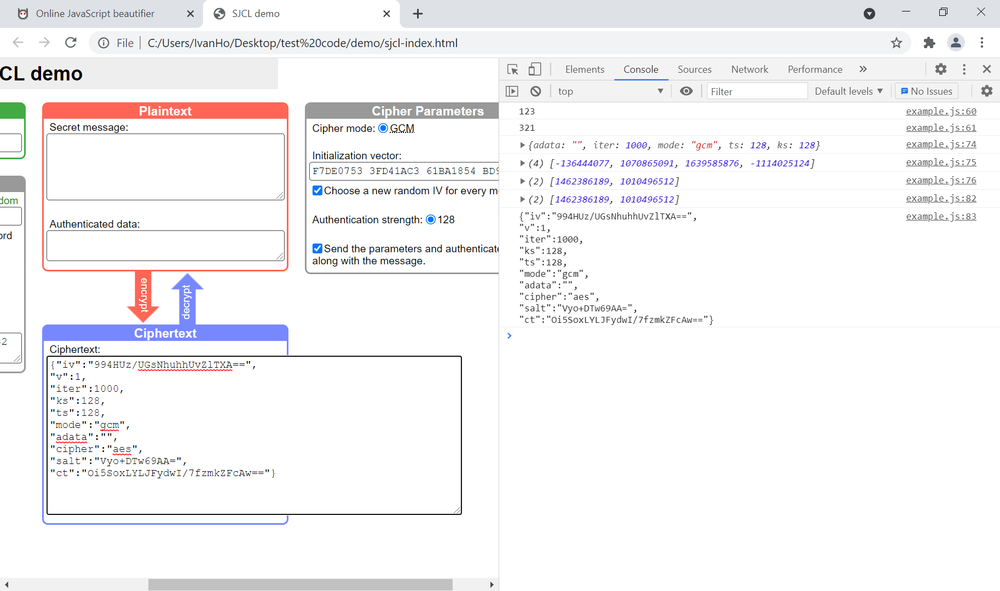 Online JavaScript beautifier
SJCL demo
File
C:/Users/IvanHo/Desktop/test%20code/demo/sjcl-index.html
CL demo
Plaintext
Secret message:
Authenticated data:
dom
ord
32
encrypt
decrypt
Ciphertext
Ciphertext:
{"iv":"994HUz/UGsNhuhhUvZlTXA==",
"v":1,
"iter":1000,
"ks":128,
"ts":128,
"mode":"gcm",
"adata":"",
"cipher":"aes",
"salt":"Vyo+DTw69AA=",
"ct":"Oi5SoxLYLJFydwI/7fzmkZFcAw=="}
Cipher Parameters
Cipher mode: GCM
Initialization vector:
F7DE0753 3FD41AC3 61BA1854 BD9
Choose a new random IV for every m
Authentication strength: 128
Send the parameters and authenticate
along with the message.
Elements Console Sources Network Performance
top Filter Default levels No Issues
123 example.js:60
321 example.js:61
{adata: "", iter: 1000, mode: "gcm", ts: 128, ks: 128} example.js:74
(4) [-136444077, 1070865091, 1639585876, -1114025124] example.js:75
(2) [1462386189, 1010496512] example.js:76
(2) [1462386189, 1010496512] example.js:82
{"iv":"994HUz/UGsNhuhhUvZlTXA==", example.js:83
"v":1,
"iter":1000,
"ks":128,
"ts":128,
"mode":"gcm",
"adata":"",
"cipher":"aes",
"salt":"Vyo+DTw69AA=",
"ct":"Oi5SoxLYLJFydwI/7fzmkZFcAw=="}